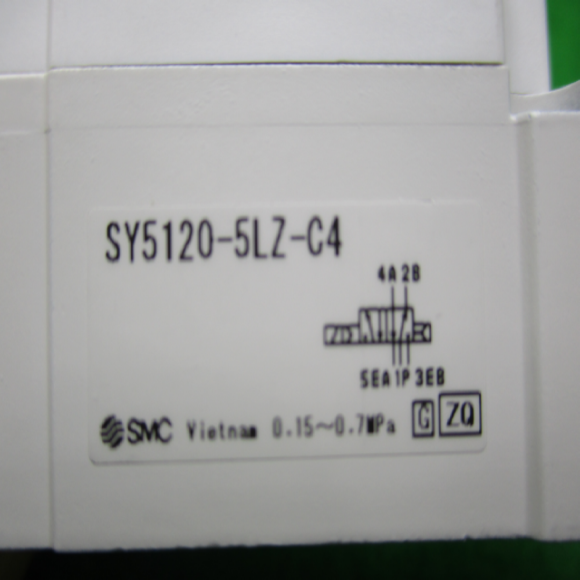 SY5120-5LZ-C4
4A 2B
5EA 1P 3EB
SMC Vietnam 0.15～0.7MPa G ZQ